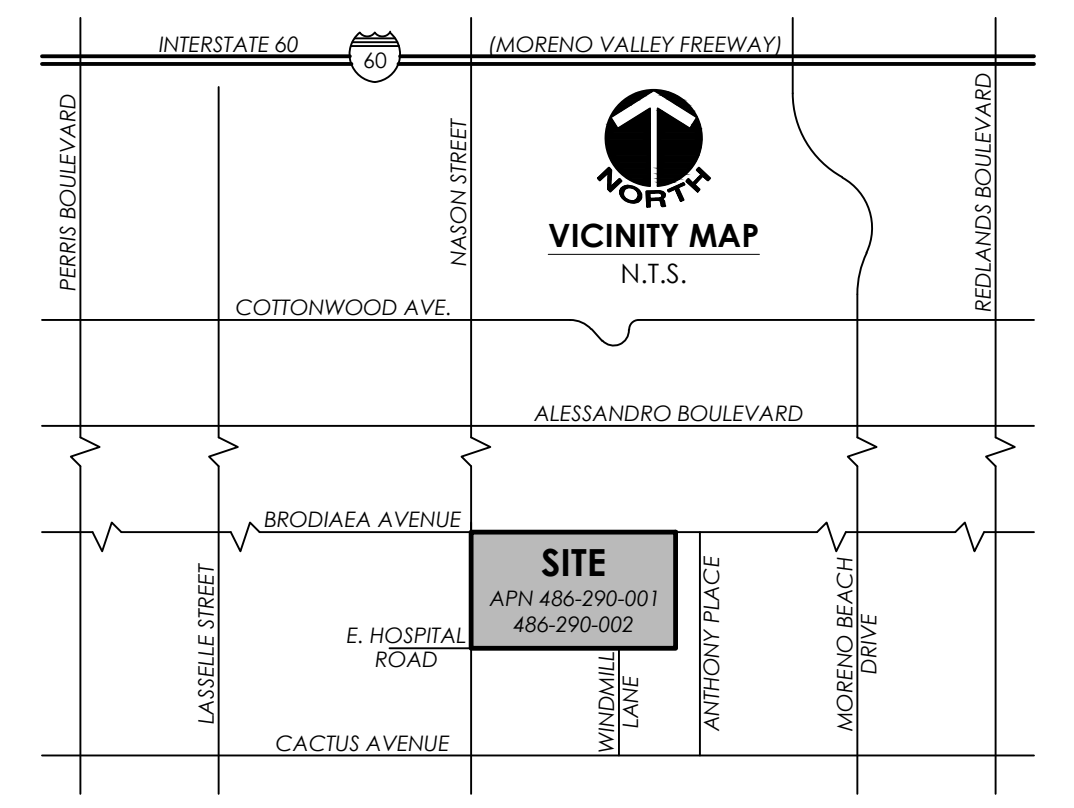 INTERSTATE 60
60
(MORENO VALLEY FREEWAY)
PERRIS BOULEVARD
NASON STREET
NORTH
REDLANDS BOULEVARD
VICINITY MAP
N.T.S.
COTTONWOOD AVE.
ALESSANDRO BOULEVARD
BRODIAEA AVENUE
SITE
APN 486-290-001
486-290-002
LASSELLE STREET
E. HOSPITAL
ROAD
WINDMILL
LANE
ANTHONY PLACE
MORENO BEACH
DRIVE
CACTUS AVENUE